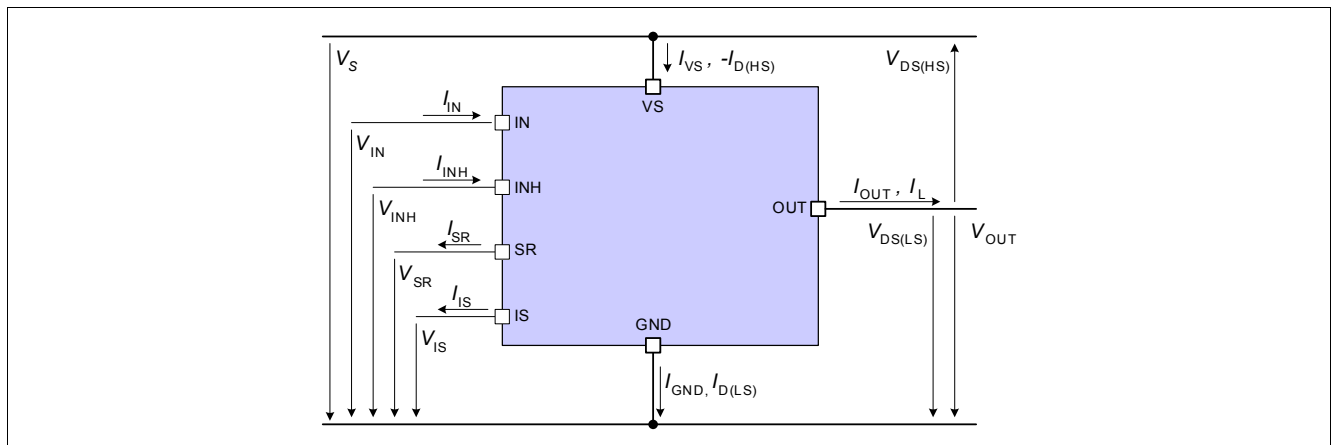 V_S
I_VS , -I_D(HS)
V_DS(HS)
VS
I_IN
IN
V_IN
I_INH
INH
V_INH
I_SR
SR
V_SR
I_IS
IS
V_IS
OUT
I_OUT , I_L
V_DS(LS)
V_OUT
GND
I_GND, I_D(LS)